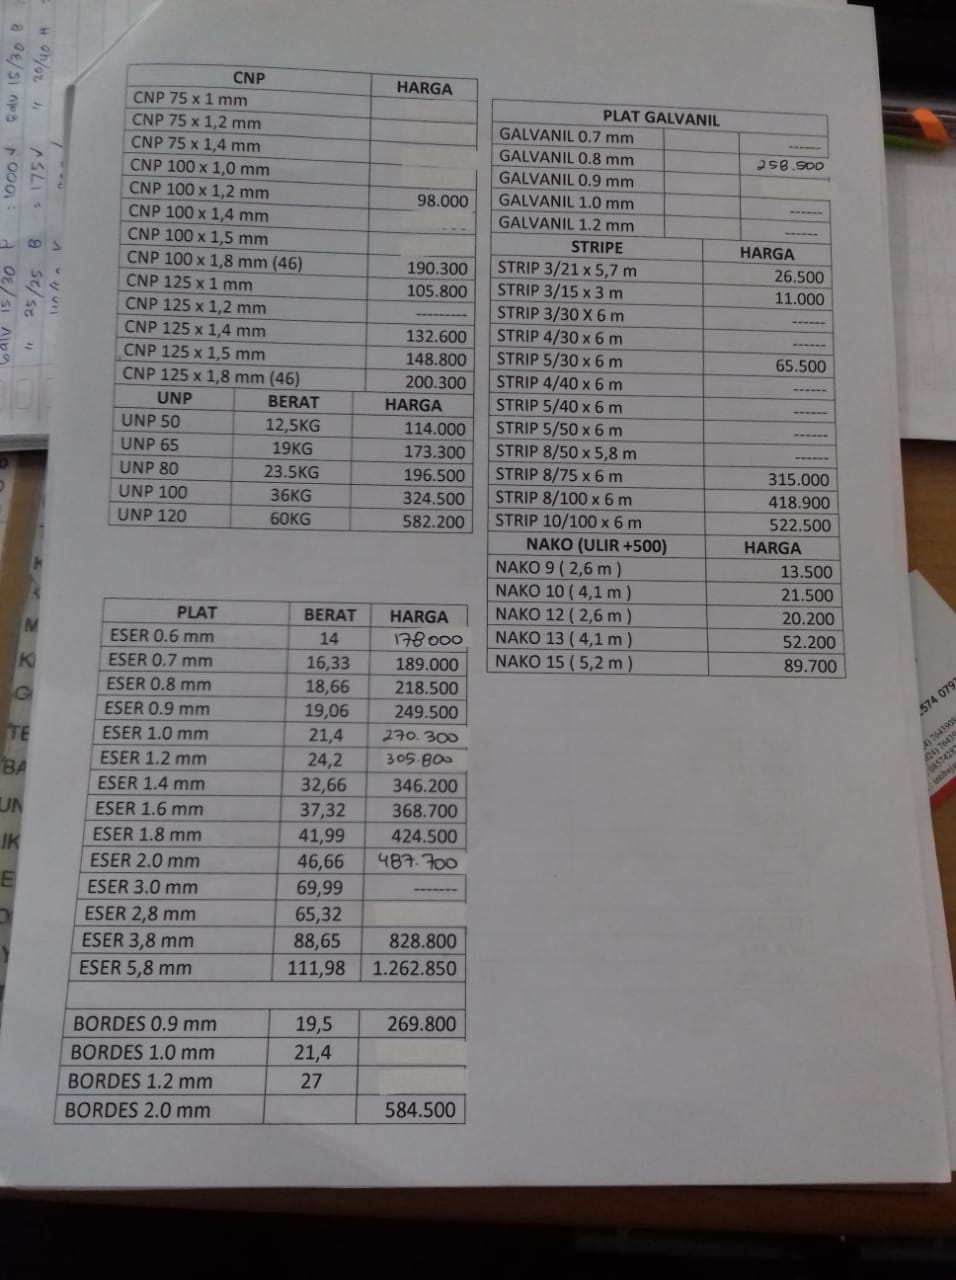 CNP HARGA
CNP 75 x 1 mm
CNP 75 x 1,2 mm
CNP 75 x 1,4 mm
CNP 100 x 1,0 mm
CNP 100 x 1,2 mm 98.000
CNP 100 x 1,4 mm ----
CNP 100 x 1,5 mm
CNP 100 x 1,8 mm (46) 190.300
CNP 125 x 1 mm 105.800
CNP 125 x 1,2 mm ---------
CNP 125 x 1,4 mm 132.600
CNP 125 x 1,5 mm 148.800
CNP 125 x 1,8 mm (46) 200.300
UNP BERAT HARGA
UNP 50 12,5KG 114.000
UNP 65 19KG 173.300
UNP 80 23.5KG 196.500
UNP 100 36KG 324.500
UNP 120 60KG 582.200
PLAT BERAT HARGA
ESER 0.6 mm 14 178000
ESER 0.7 mm 16,33 189.000
ESER 0.8 mm 18,66 218.500
ESER 0.9 mm 19,06 249.500
ESER 1.0 mm 21,4 270.300
ESER 1.2 mm 24,2 305.800
ESER 1.4 mm 32,66 346.200
ESER 1.6 mm 37,32 368.700
ESER 1.8 mm 41,99 424.500
ESER 2.0 mm 46,66 487.700
ESER 3.0 mm 69,99 -------
ESER 2,8 mm 65,32
ESER 3,8 mm 88,65 828.800
ESER 5,8 mm 111,98 1.262.850
BORDES 0.9 mm 19,5 269.800
BORDES 1.0 mm 21,4
BORDES 1.2 mm 27
BORDES 2.0 mm 584.500
PLAT GALVANIL
GALVANIL 0.7 mm ------
GALVANIL 0.8 mm 258.500
GALVANIL 0.9 mm
GALVANIL 1.0 mm ------
GALVANIL 1.2 mm ------
STRIPE HARGA
STRIP 3/21 x 5,7 m 26.500
STRIP 3/15 x 3 m 11.000
STRIP 3/30 X 6 m ------
STRIP 4/30 x 6 m ------
STRIP 5/30 x 6 m 65.500
STRIP 4/40 x 6 m ------
STRIP 5/40 x 6 m ------
STRIP 5/50 x 6 m ------
STRIP 8/50 x 5,8 m ------
STRIP 8/75 x 6 m 315.000
STRIP 8/100 x 6 m 418.900
STRIP 10/100 x 6 m 522.500
NAKO (ULIR +500) HARGA
NAKO 9 ( 2,6 m ) 13.500
NAKO 10 ( 4,1 m ) 21.500
NAKO 12 ( 2,6 m ) 20.200
NAKO 13 ( 4,1 m ) 52.200
NAKO 15 ( 5,2 m ) 89.700